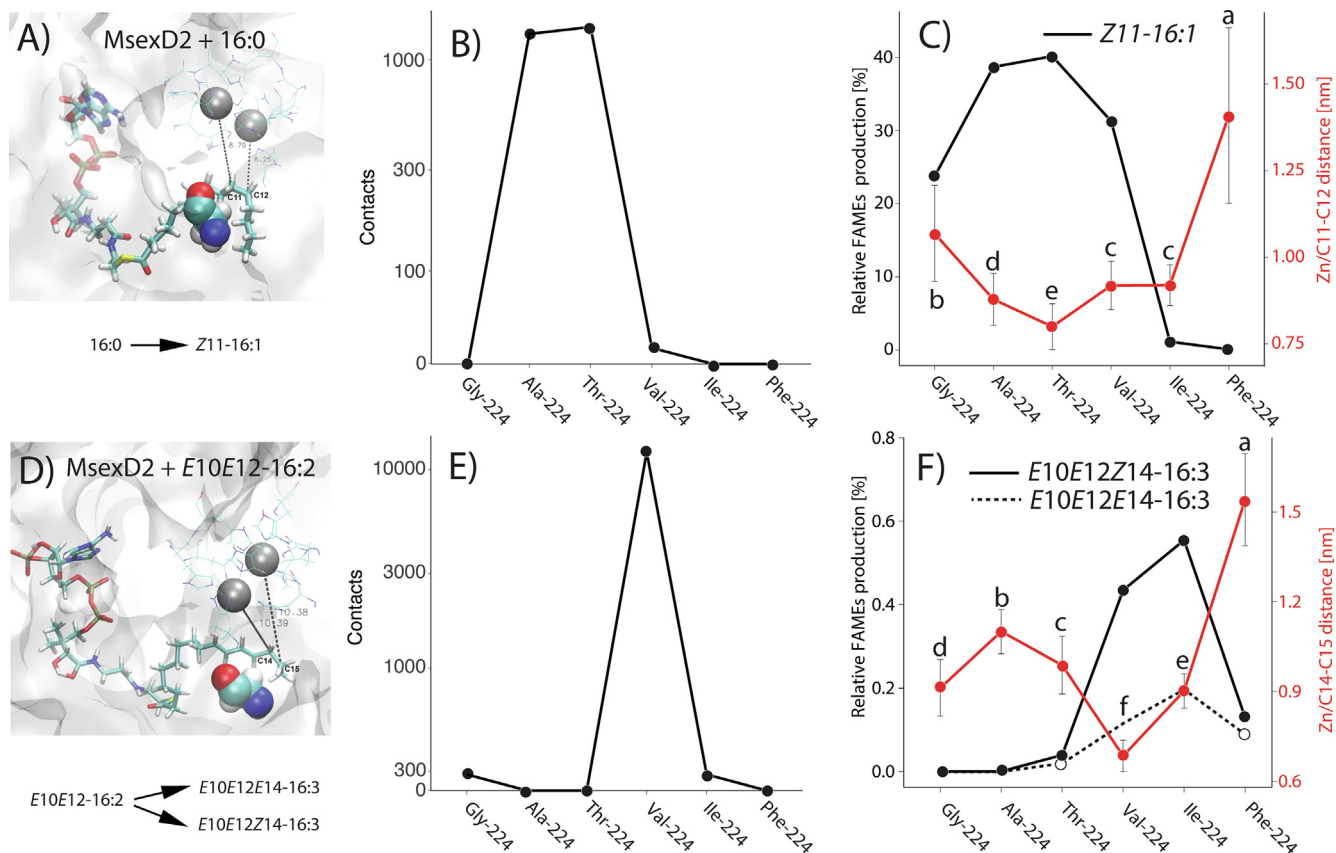 A)
MsexD2 + 16:0
8.79
6.25
C11
C12
16:0
Z11-16:1
B)
Contacts
1000
300
100
0
Gly-224
Ala-224
Thr-224
Val-224
Ile-224
Phe-224
C)
Z11-16:1
Relative FAMEs production [%]
40
30
20
10
0
a
b
d
e
c
c
1.50
1.25
1.00
0.75
Zn/C11-C12 distance [nm]
Gly-224
Ala-224
Thr-224
Val-224
Ile-224
Phe-224
D)
MsexD2 + E10E12-16:2
10.38
10.39
C14
C15
E10E12-16:2
E10E12E14-16:3
E10E12Z14-16:3
E)
Contacts
10000
3000
1000
300
0
Gly-224
Ala-224
Thr-224
Val-224
Ile-224
Phe-224
F)
E10E12Z14-16:3
E10E12E14-16:3
Relative FAMEs production [%]
0.8
0.6
0.4
0.2
0.0
d
b
c
f
e
a
1.5
1.2
0.9
0.6
Zn/C14-C15 distance [nm]
Gly-224
Ala-224
Thr-224
Val-224
Ile-224
Phe-224